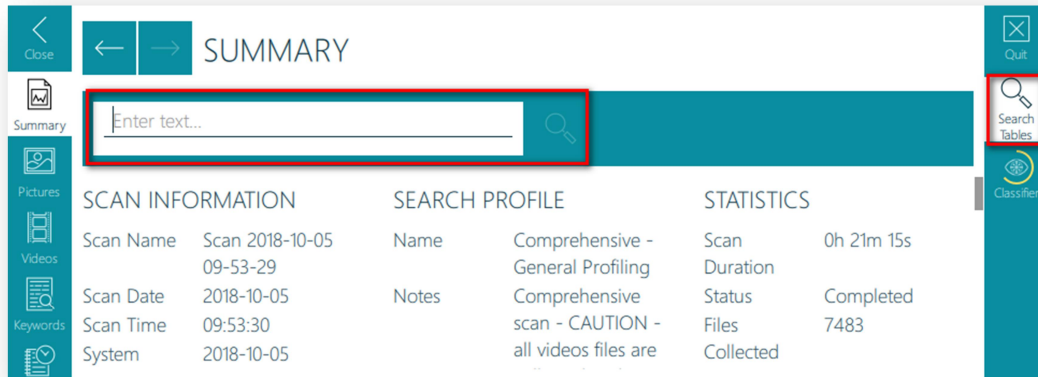 Close
SUMMARY
Quit
Summary
Enter text...
Search
Tables
Pictures
Classifier
SCAN INFORMATION
SEARCH PROFILE
STATISTICS
Scan Name
Scan 2018-10-05
09-53-29
Name
Comprehensive -
General Profiling
Scan
Duration
0h 21m 15s
Videos
Scan Date
2018-10-05
Notes
Comprehensive
scan - CAUTION -
all videos files are
Status
Completed
Scan Time
09:53:30
Files
Collected
7483
Keywords
System
2018-10-05